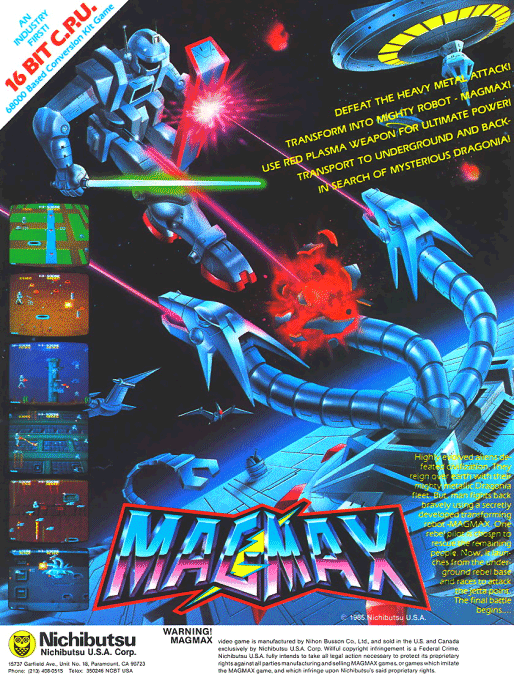 AN
INDUSTRY
FIRST!
16 BIT C.P.U.
68000 Based Conversion Kit Game
DEFEAT THE HEAVY METAL ATTACK!
TRANSFORM INTO MIGHTY ROBOT - MAGMAX!
USE RED PLASMA WEAPON FOR ULTIMATE POWER!
TRANSPORT TO UNDERGROUND AND BACK-
IN SEARCH OF MYSTERIOUS DRAGONIA!
Highly evolved aliens de-
feated civilization. They
reign over earth with their
mighty metallic Dragonia
fleet. But, man fights back
bravely using a secretly
developed transforming
robot-MAGMAX. One
rebel pilot is chosen to
rescue the remaining
people. Now, it laun-
ches from the under-
ground rebel base
and races to attack
the Jetta point.
The final battle
begins...
MAGMAX
© 1985 Nichibutsu U.S.A.
Nichibutsu
Nichibutsu U.S.A. Corp.
15737 Garfield Ave., Unit No. 18, Paramount, CA 90723
Phone: (213) 408-0515 Telex: 350246 NCBT USA
WARNING!
MAGMAX video game is manufactured by Nihon Busson Co., Ltd., and sold in the U.S. and Canada
exclusively by Nichibutsu U.S.A. Corp. Willful copyright infringement is a Federal Crime.
Nichibutsu U.S.A. fully intends to take all legal action necessary to protect its proprietary
rights against all parties manufacturing and selling MAGMAX games, or games which imitate
the MAGMAX game, and which infringe upon Nichibutsu's said proprietary rights.